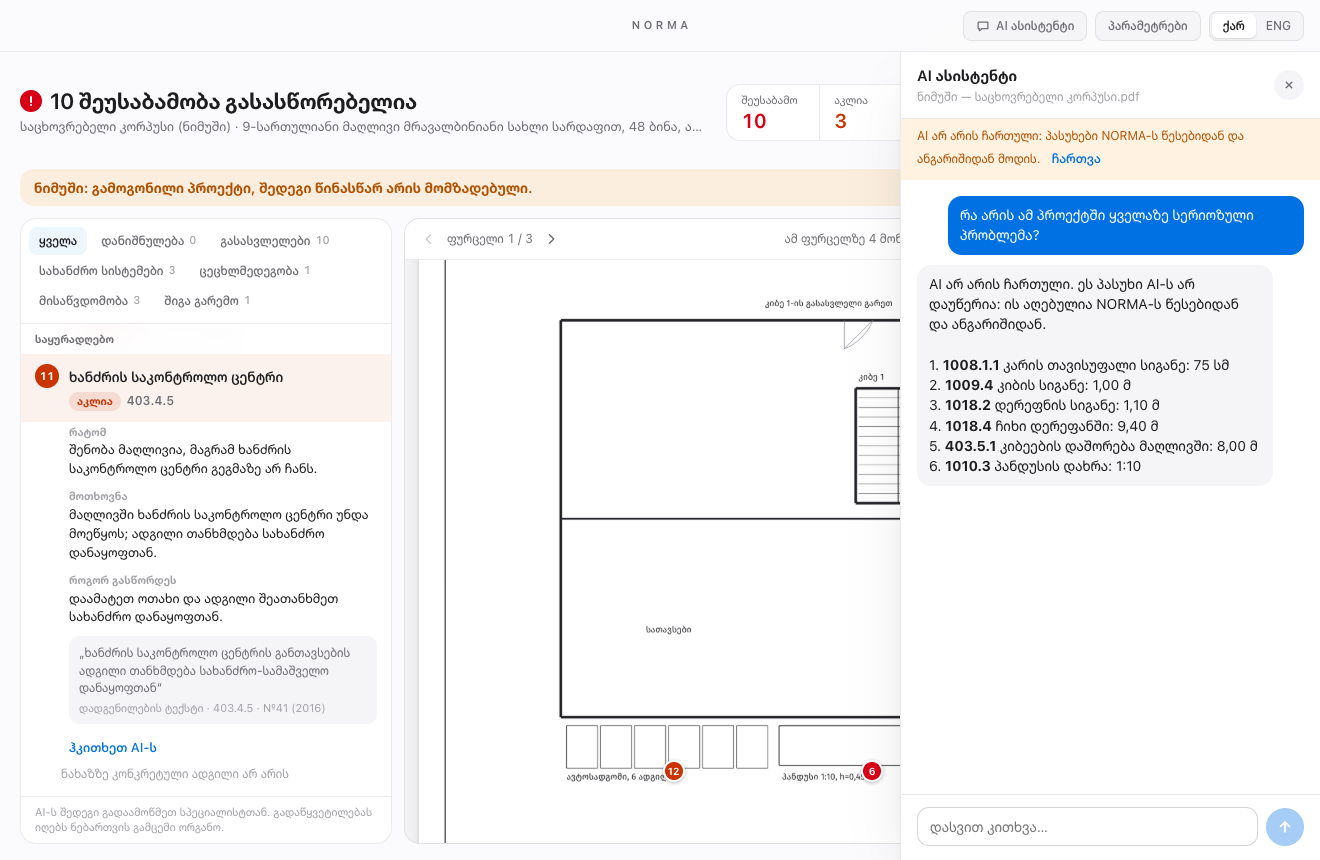 NORMA
AI ასისტენტი
პარამეტრები
ქარ
ENG
! 10 შეუსაბამობა გასასწორებელია
საცხოვრებელი კორპუსი (ნიმუში) · 9-სართულიანი მაღლივი მრავალბინიანი სახლი სარდაფით, 48 ბინა, ა...
შეუსაბამო
10
აკლია
3
ნიმუში: გამოგონილი პროექტი, შედეგი წინასწარ არის მომზადებული.
ყველა
დანიშნულება 0
გასასვლელები 10
სახანძრო სისტემები 3
ცეცხლმედეგობა 1
მისაწვდომობა 3
შიგა გარემო 1
საყურადღებო
11 ხანძრის საკონტროლო ცენტრი
აკლია 403.4.5
რატომ
შენობა მაღლივია, მაგრამ ხანძრის
საკონტროლო ცენტრი გეგმაზე არ ჩანს.
მოთხოვნა
მაღლივში ხანძრის საკონტროლო ცენტრი უნდა
მოეწყოს; ადგილი თანხმდება სახანძრო
დანაყოფთან.
როგორ გასწორდეს
დაამატეთ ოთახი და ადგილი შეათანხმეთ
სახანძრო დანაყოფთან.
„ხანძრის საკონტროლო ცენტრის განთავსების
ადგილი თანხმდება სახანძრო-სამაშველო
დანაყოფთან“
დადგენილების ტექსტი · 403.4.5 · №41 (2016)
ჰკითხეთ AI-ს
ნახაზზე კონკრეტული ადგილი არ არის
AI-ს შედეგი გადაამოწმეთ სპეციალისტთან. გადაწყვეტილებას
იღებს ნებართვის გამცემი ორგანო.
ფურცელი 1 / 3
ამ ფურცელზე 4
კიბე 1-ის გასასვლელი გარეთ
კიბე 1
სათავსები
ავტოსადგომი, 6
12
პანდუსი 1:10,
6
AI ასისტენტი
ნიმუში — საცხოვრებელი კორპუსი.pdf
AI არ არის ჩართული: პასუხები NORMA-ს წესებიდან და
ანგარიშიდან მოდის. ჩართვა
რა არის ამ პროექტში ყველაზე სერიოზული
პრობლემა?
AI არ არის ჩართული. ეს პასუხი AI-ს არ
დაუწერია: ის აღებულია NORMA-ს წესებიდან
და ანგარიშიდან.
1. 1008.1.1 კარის თავისუფალი სიგანე: 75 სმ
2. 1009.4 კიბის სიგანე: 1,00 მ
3. 1018.2 დერეფნის სიგანე: 1,10 მ
4. 1018.4 ჩიხი დერეფანში: 9,40 მ
5. 403.5.1 კიბეების დაშორება მაღლივში: 8,00 მ
6. 1010.3 პანდუსის დახრა: 1:10
დასვით კითხვა...